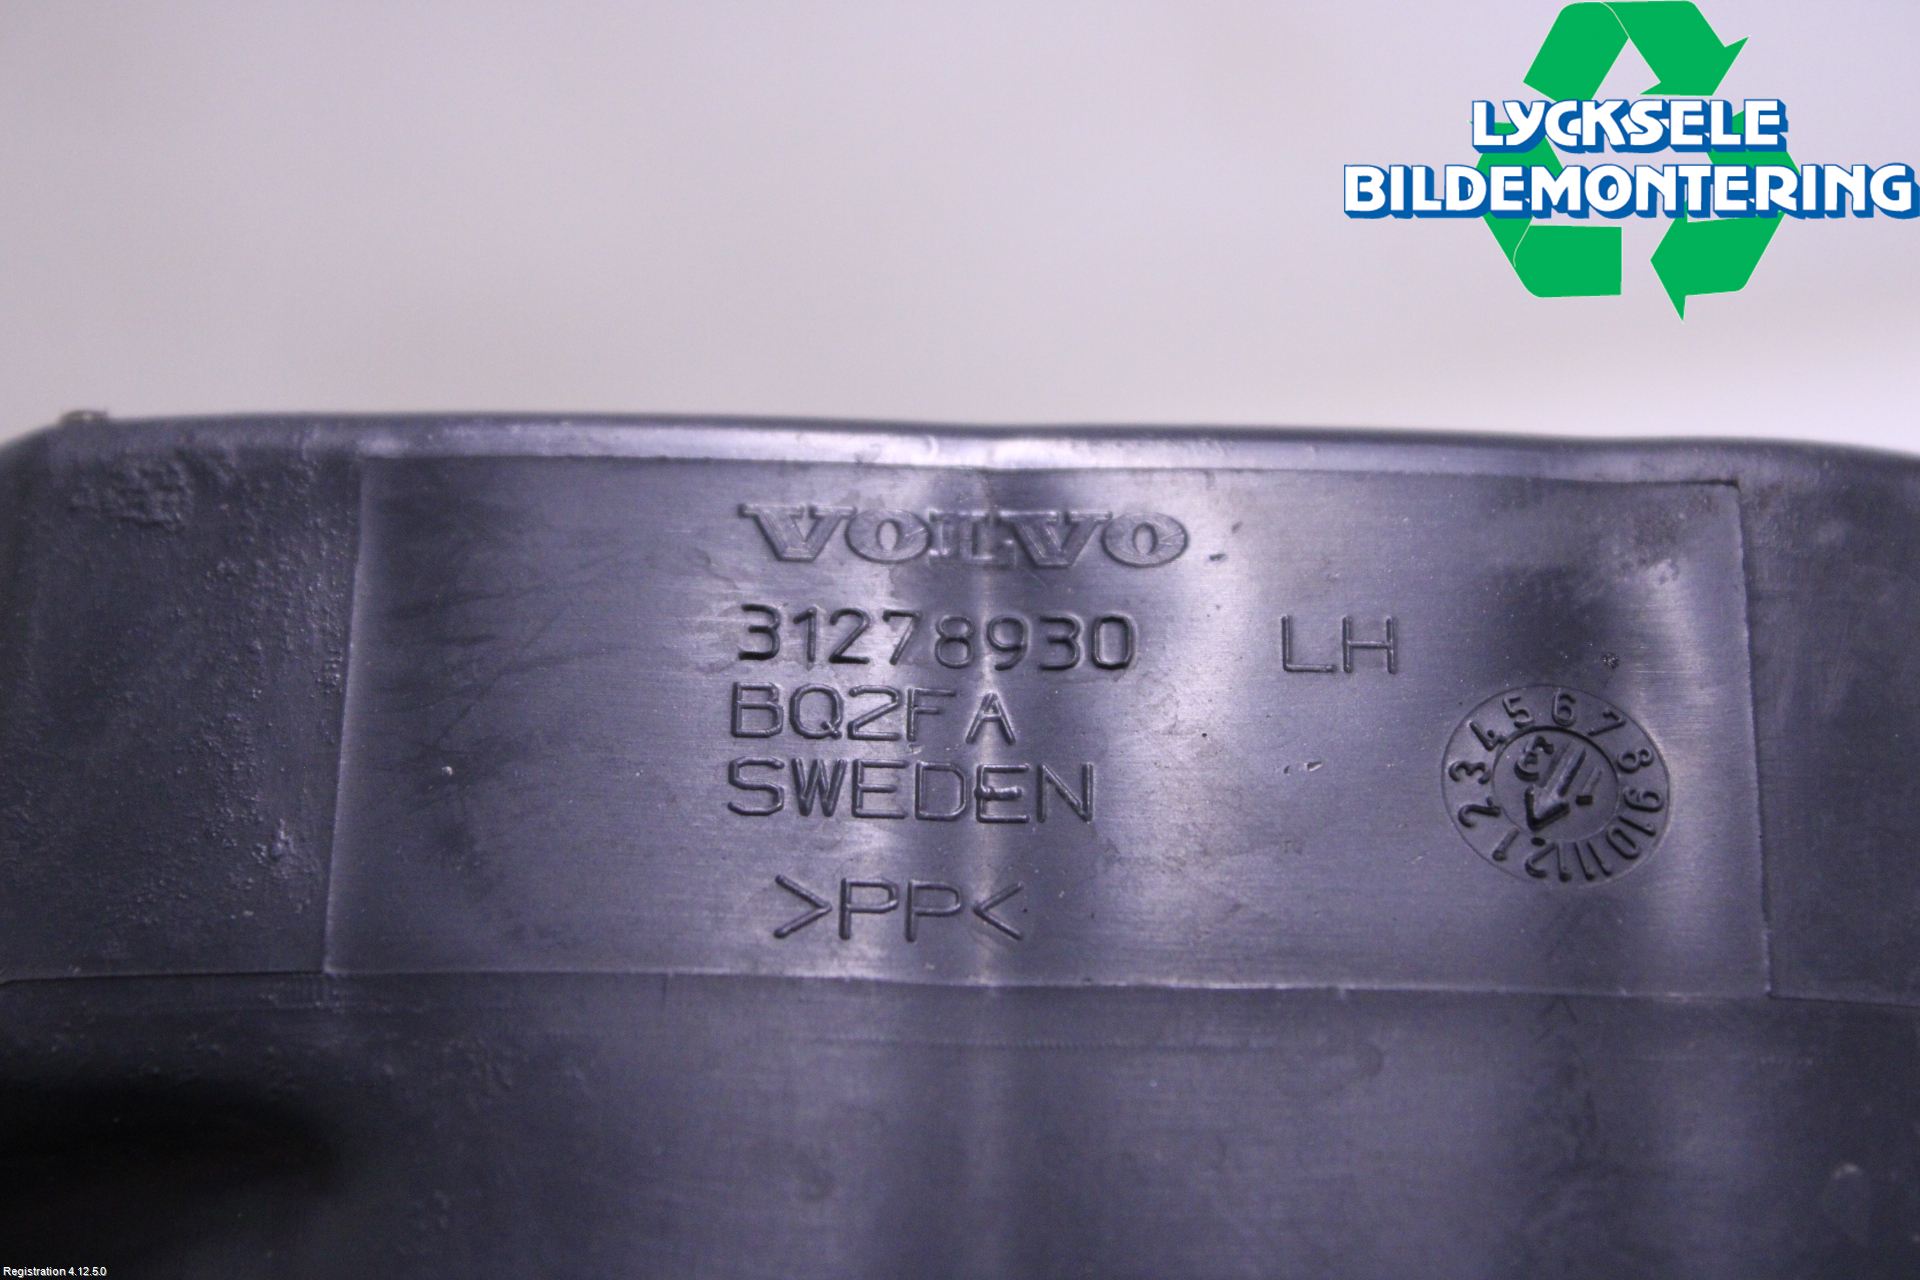 LYCKSELE
BILDEMONTERING
VOLVO
31278930 LH
BQ2FA
SWEDEN
>PP<
1 2 3 4 5 6 7 8 9 10 11 12
Registration 4.12.5.0